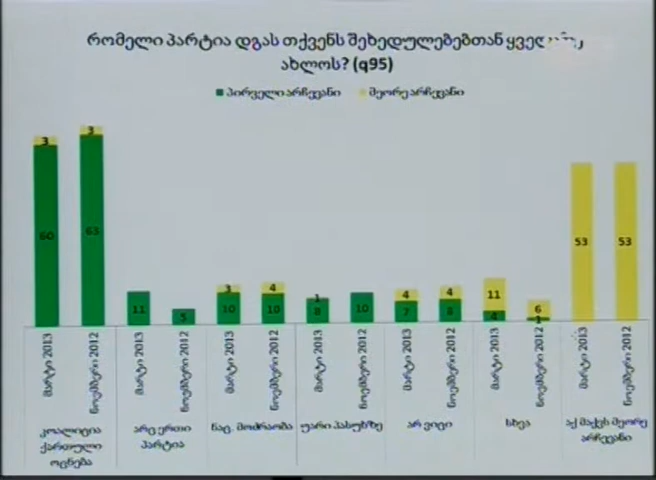 რომელი პარტია დგას თქვენს შეხედულებებთან
ახლოს? (q95)
პირველი არჩევანი მეორე არჩევანი
3 3
60 63
11 5
3 4
10 10
1
8 10
4 4
7 8
11 6
4 1
53 53
მარტი 2013 ნოემბერი 2012 მარტი 2013 ნოემბერი 2012 მარტი 2013 ნოემბერი 2012 მარტი 2013 ნოემბერი 2012 მარტი 2013 ნოემბერი 2012 მარტი 2013 ნოემბერი 2012 მარტი 2013 ნოემბერი 2012
კოალიცია
ქართული
ოცნება
არც ერთი
პარტია
ნაც. მოძრაობა
უარი პასუხზე
არ ვიცი
სხვა
აქ მაქვს მეორე
არჩევანი